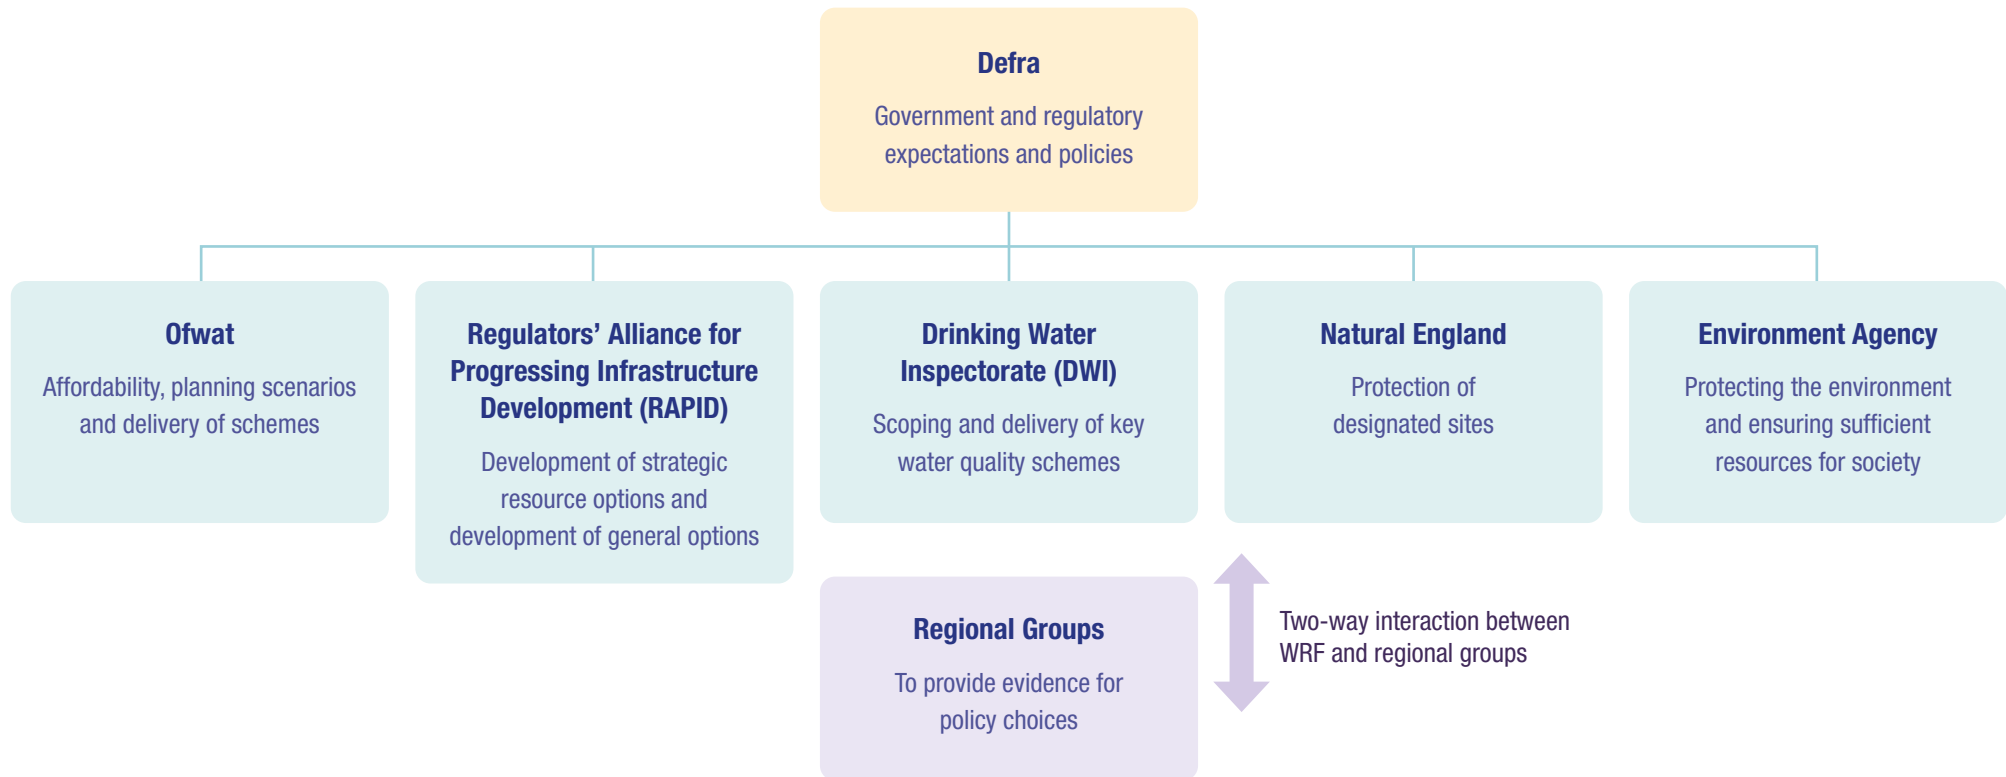 Defra
Government and regulatory
expectations and policies
Ofwat
Affordability, planning scenarios
and delivery of schemes
Regulators’ Alliance for
Progressing Infrastructure
Development (RAPID)
Development of strategic
resource options and
development of general options
Drinking Water
Inspectorate (DWI)
Scoping and delivery of key
water quality schemes
Natural England
Protection of
designated sites
Environment Agency
Protecting the environment
and ensuring sufficient
resources for society
Regional Groups
To provide evidence for
policy choices
Two-way interaction between
WRF and regional groups